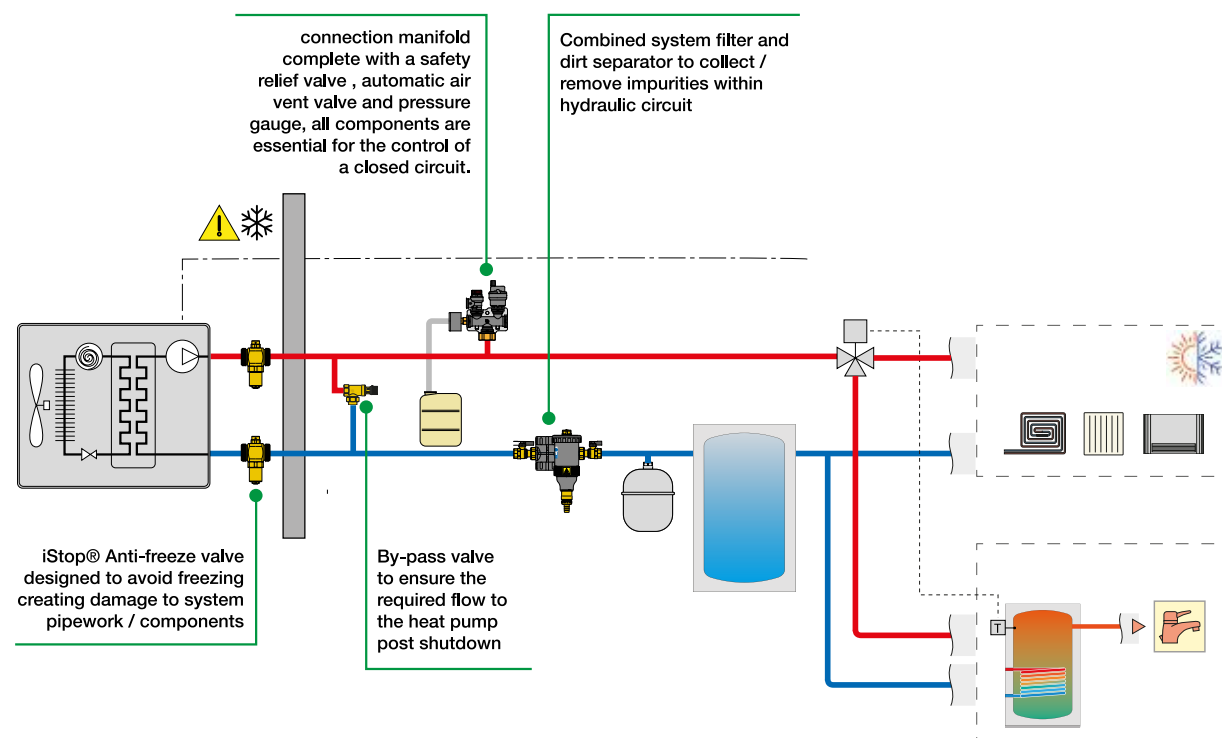 connection manifold
complete with a safety
relief valve , automatic air
vent valve and pressure
gauge, all components are
essential for the control of
a closed circuit.
Combined system filter and
dirt separator to collect /
remove impurities within
hydraulic circuit
iStop® Anti-freeze valve
designed to avoid freezing
creating damage to system
pipework / components
By-pass valve
to ensure the
required flow to
the heat pump
post shutdown
T